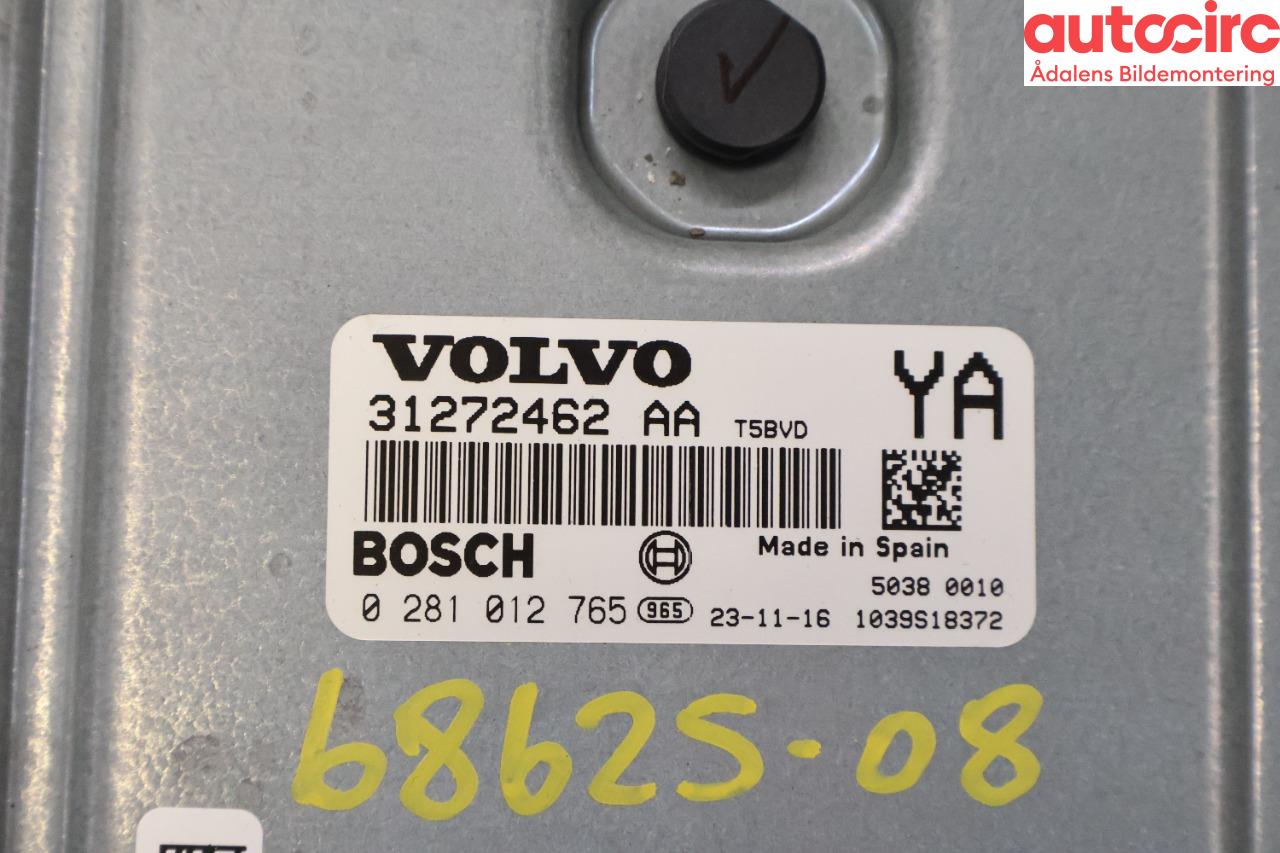 autocirc
Ådalens Bildemontering
VOLVO
YA
31272462 AA T5BVD
BOSCH
Made in Spain
5038 0010
0 281 012 765 965 23-11-16 1039S18372
68625-08